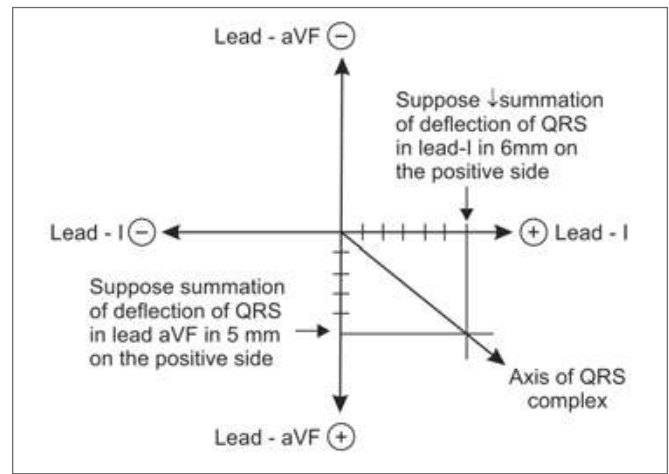 Lead - aVF −
Suppose ↓summation
of deflection of QRS
in lead-I in 6mm on
the positive side
Lead - I −
+ Lead - I
Suppose summation
of deflection of QRS
in lead aVF in 5 mm
on the positive side
Axis of QRS
complex
Lead - aVF +